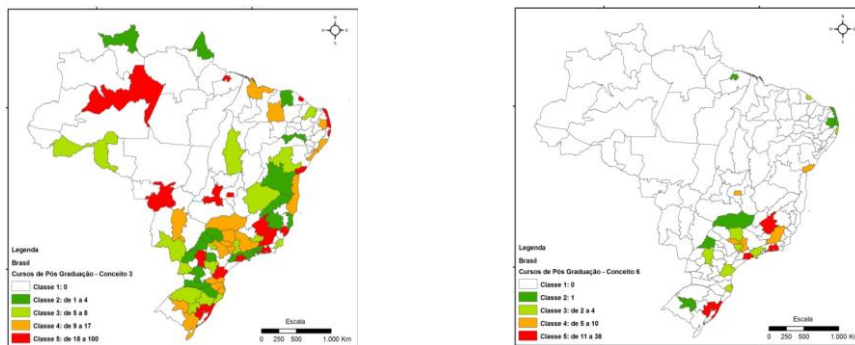 Legenda
Brasil
Cursos de Pós Graduação - Conceito 3
Classe 1: 0
Classe 2: de 1 a 4
Classe 3: de 5 a 8
Classe 4: de 9 a 17
Classe 5: de 18 a 100
Escala
0 500 1.000 Km
Legenda
Brasil
Cursos de Pós Graduação - Conceito 6
Classe 1: 0
Classe 2: 1
Classe 3: de 2 a 4
Classe 4: de 5 a 10
Classe 5: de 11 a 38
Escala
0 500 1.000 Km